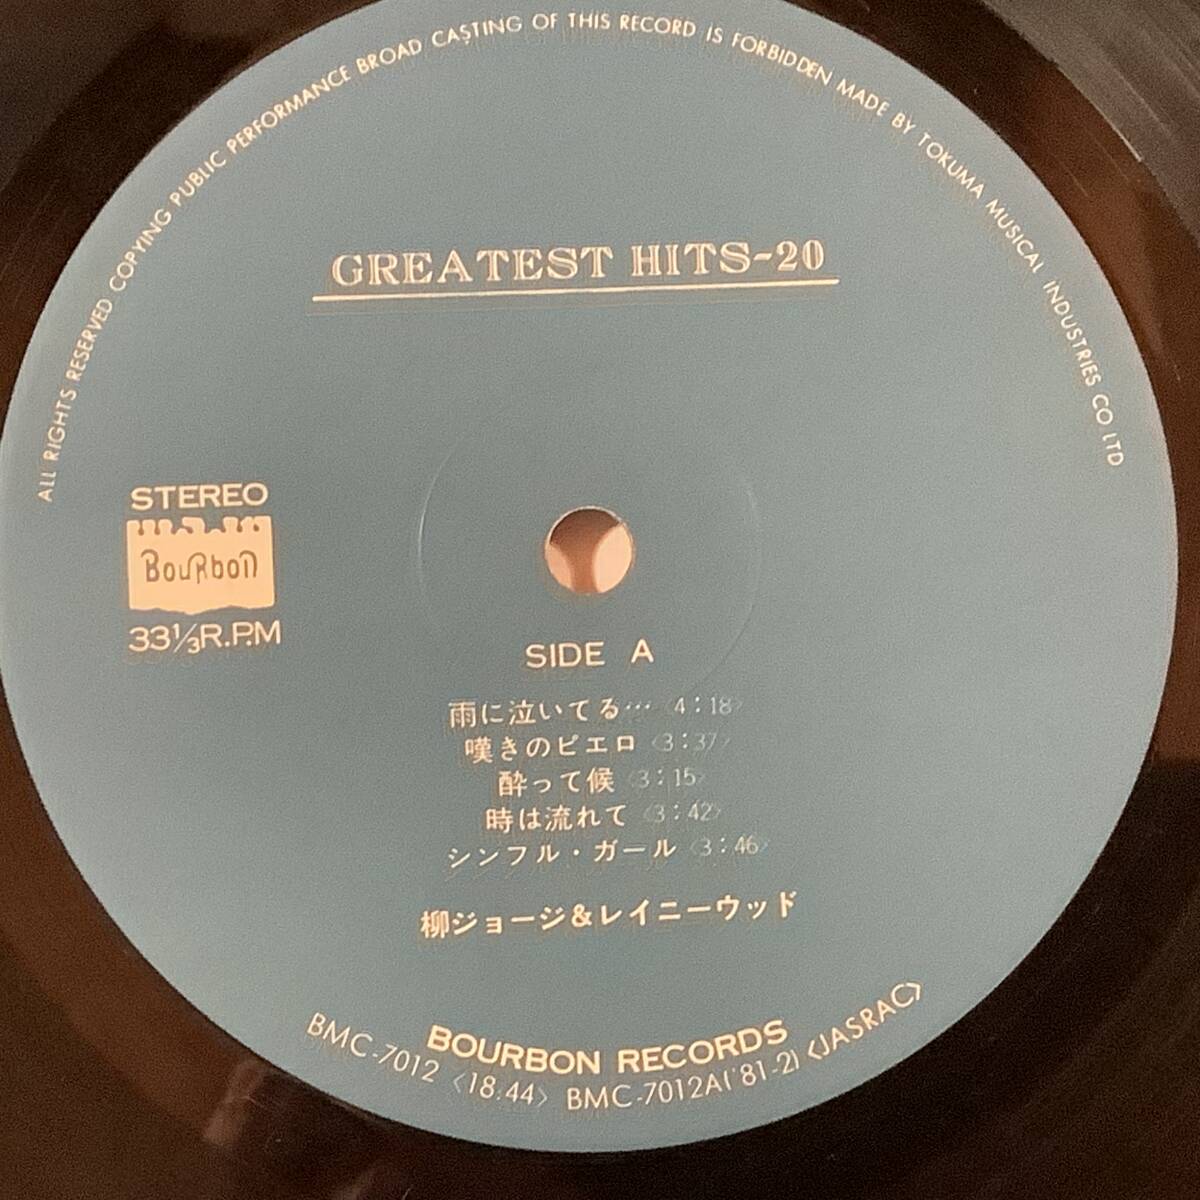 ALL RIGHTS RESERVED COPYING PUBLIC PERFORMANCE BROAD CASTING OF THIS RECORD IS FORBIDDEN MADE BY TOKUMA MUSICAL INDUSTRIES CO LTD
GREATEST HITS-20
STEREO
BouRbon
33⅓R.P.M
SIDE A
雨に泣いてる… 〈4:18〉
嘆きのピエロ 〈3:37〉
酔って候 〈3:15〉
時は流れて 〈3:42〉
シンフル・ガール 〈3:46〉
柳ジョージ&レイニーウッド
BOURBON RECORDS
BMC-7012 〈18:44〉 BMC-7012A('81-2) 〈JASRAC〉